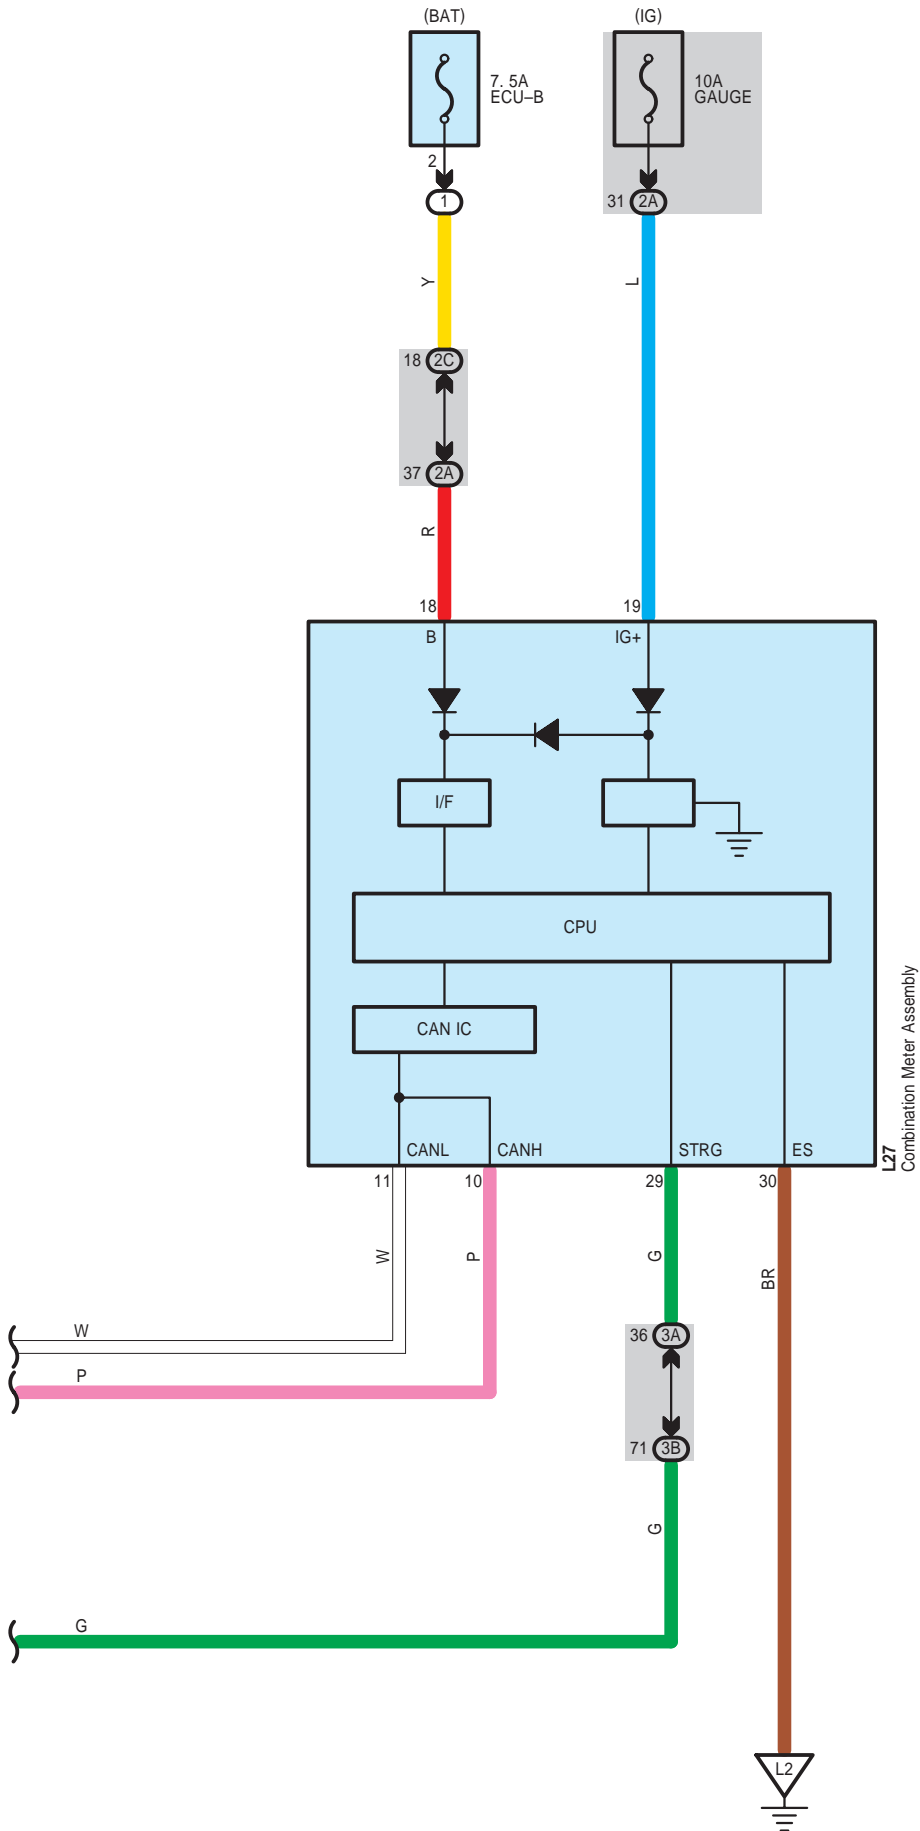 (BAT)
(IG)
7. 5A
ECU–B
10A
GAUGE
2
1
31
2A
Y
L
18
2C
37
2A
R
18
19
B
IG+
I/F
CPU
CAN IC
L27
Combination Meter Assembly
CANL
CANH
STRG
ES
11
10
29
30
W
P
G
BR
W
36
3A
P
71
3B
G
G
L2